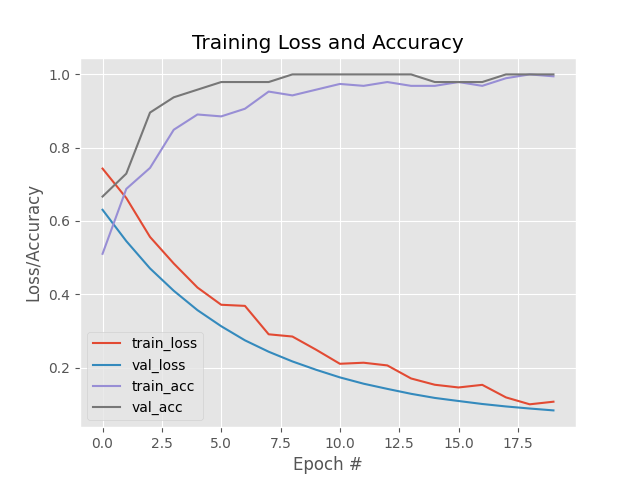 Training Loss and Accuracy
1.0
0.8
0.6
0.4
0.2
Loss/Accuracy
train_loss
val_loss
train_acc
val_acc
0.0 2.5 5.0 7.5 10.0 12.5 15.0 17.5
Epoch #